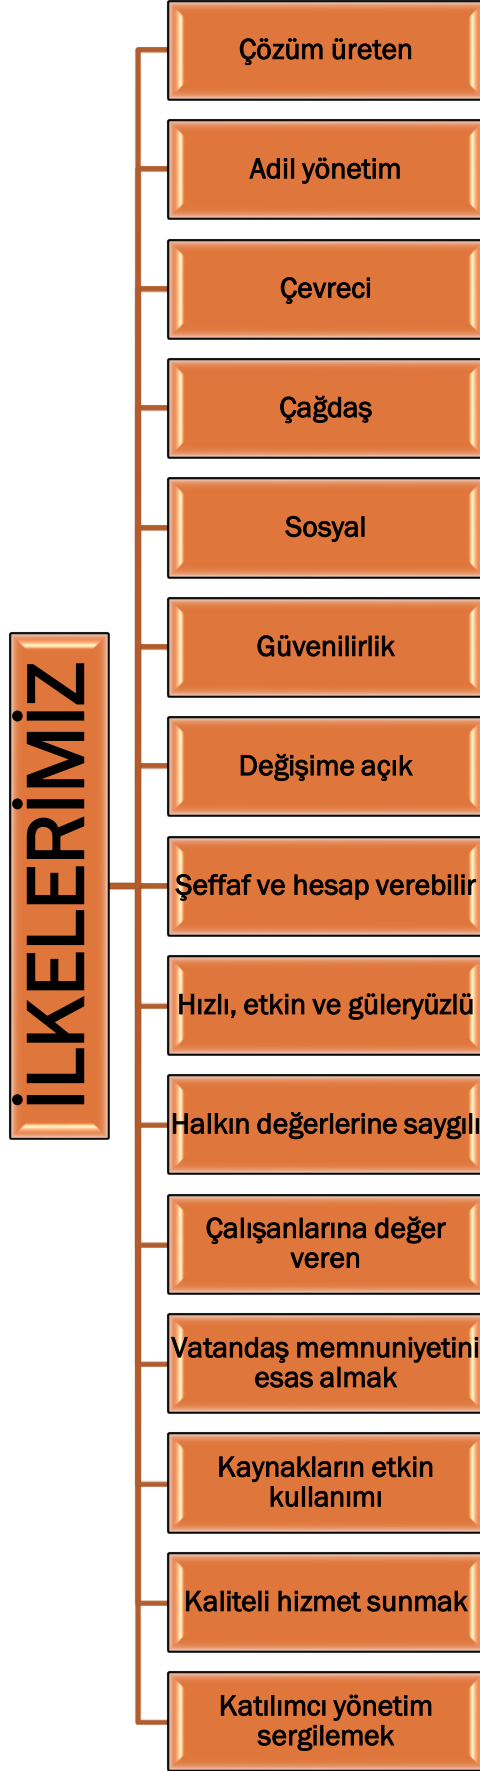 İLKELERİMİZ
Çözüm üreten
Adil yönetim
Çevreci
Çağdaş
Sosyal
Güvenilirlik
Değişime açık
Şeffaf ve hesap verebilir
Hızlı, etkin ve güleryüzlü
Halkın değerlerine saygılı
Çalışanlarına değer
veren
Vatandaş memnuniyetini
esas almak
Kaynakların etkin
kullanımı
Kaliteli hizmet sunmak
Katılımcı yönetim
sergilemek